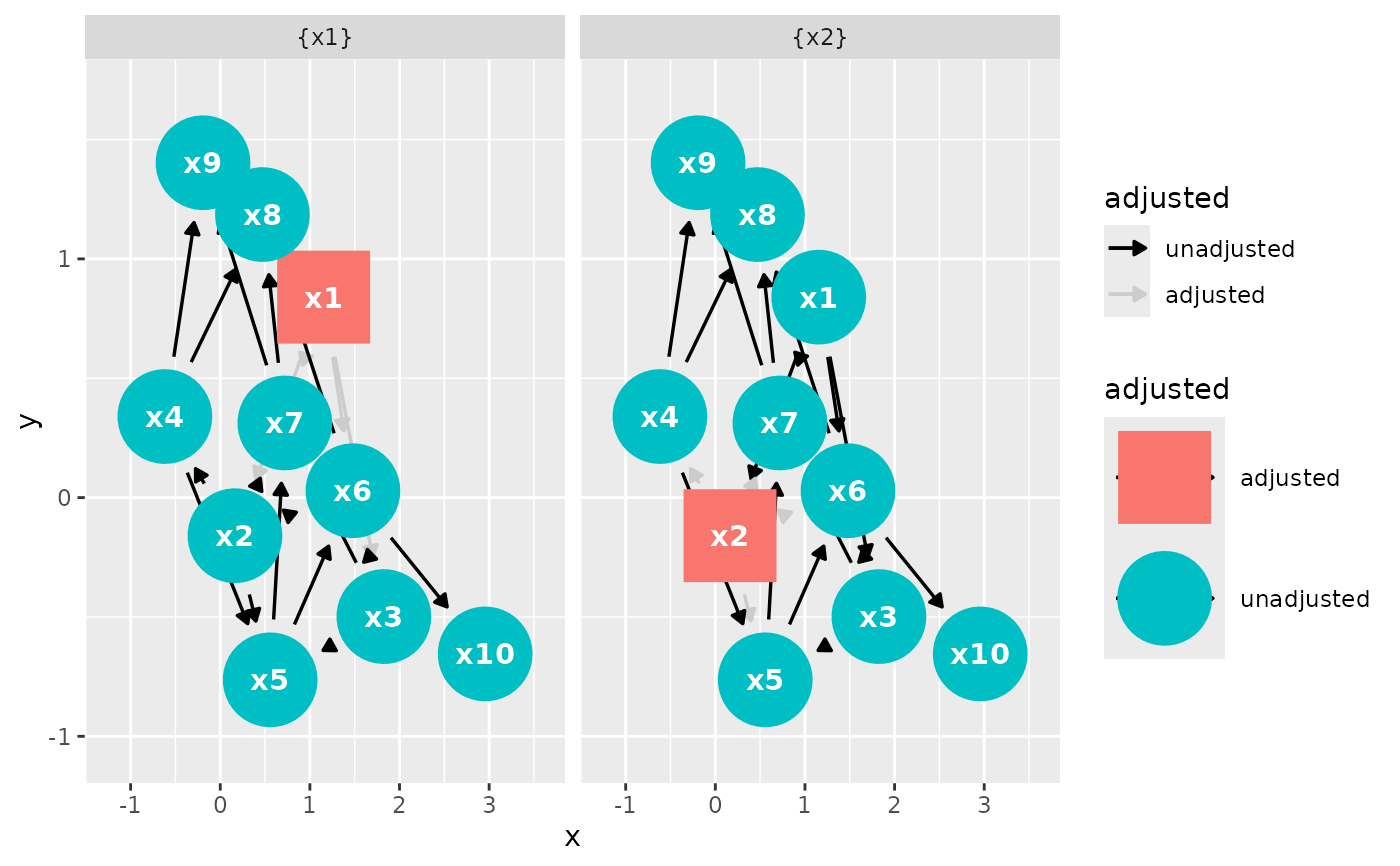 {x1}
{x2}
x9
x8
x1
x4
x7
x6
x2
x3
x5
x10
x9
x8
x1
x4
x7
x6
x2
x3
x5
x10
1
0
-1
y
-1 0 1 2 3
-1 0 1 2 3
x
adjusted
unadjusted
adjusted
adjusted
adjusted
unadjusted